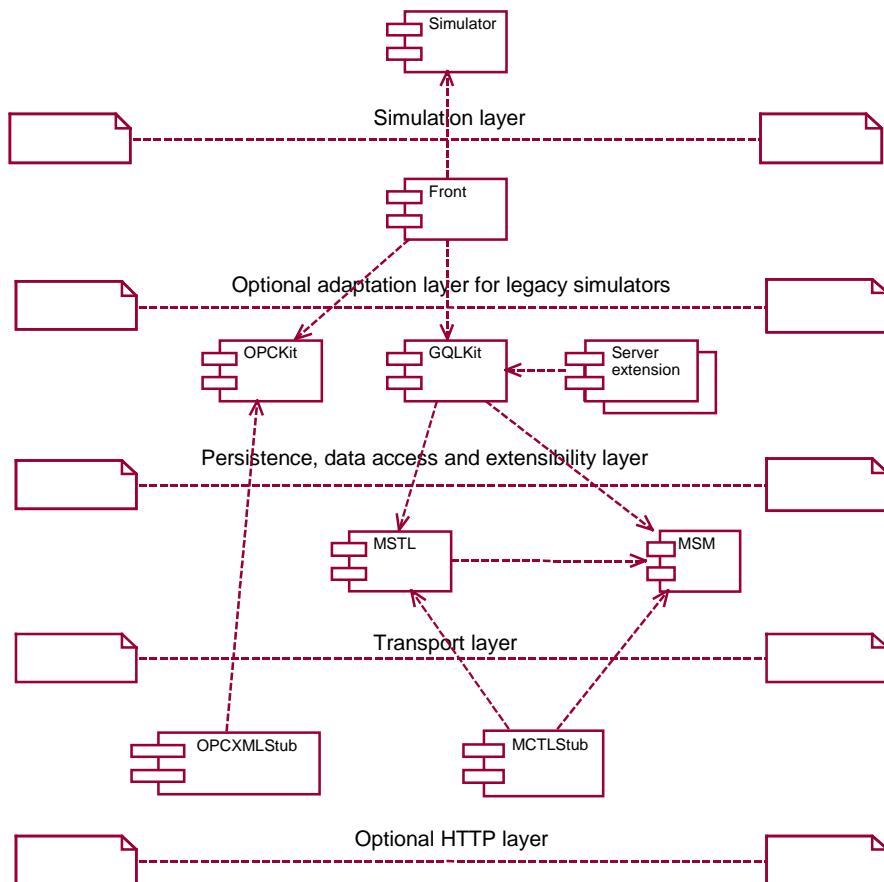 Simulator
Simulation layer
Front
Optional adaptation layer for legacy simulators
OPCKit
GQLKit
Server
extension
Persistence, data access and extensibility layer
MSTL
MSM
Transport layer
OPCXMLStub
MCTLStub
Optional HTTP layer